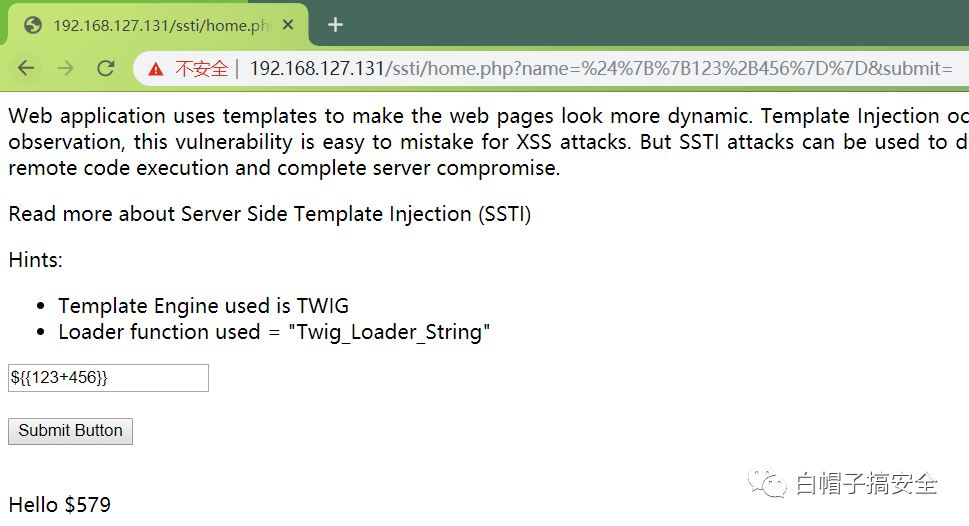 192.168.127.131/ssti/home.php
不安全 | 192.168.127.131/ssti/home.php?name=%24%7B%7B123%2B456%7D%7D&submit=
Web application uses templates to make the web pages look more dynamic. Template Injection oc
observation, this vulnerability is easy to mistake for XSS attacks. But SSTI attacks can be used to d
remote code execution and complete server compromise.
Read more about Server Side Template Injection (SSTI)
Hints:
• Template Engine used is TWIG
• Loader function used = "Twig_Loader_String"
${{123+456}}
Submit Button
Hello $579
白帽子搞安全